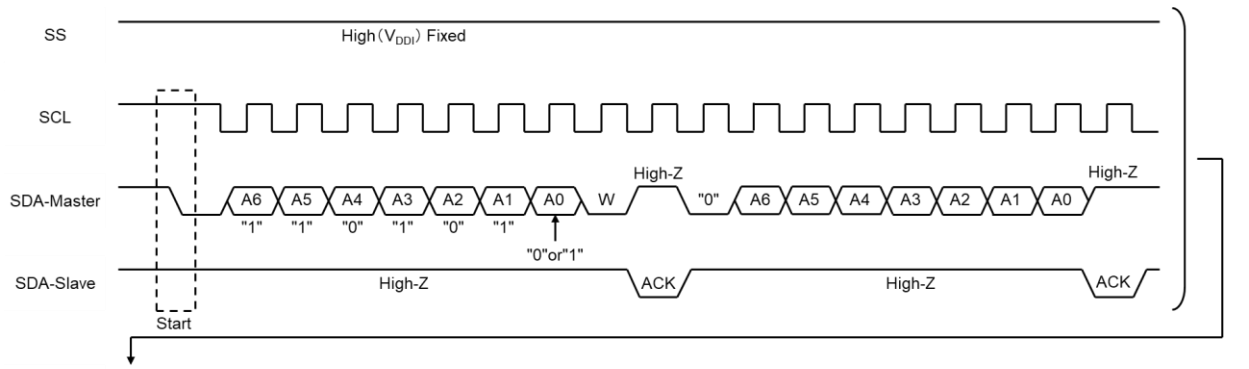 SS
High(VDDI) Fixed
SCL
High-Z High-Z
SDA-Master A6 A5 A4 A3 A2 A1 A0 W "0" A6 A5 A4 A3 A2 A1 A0
"1" "1" "0" "1" "0" "1"
"0"or"1"
SDA-Slave High-Z ACK High-Z ACK
Start